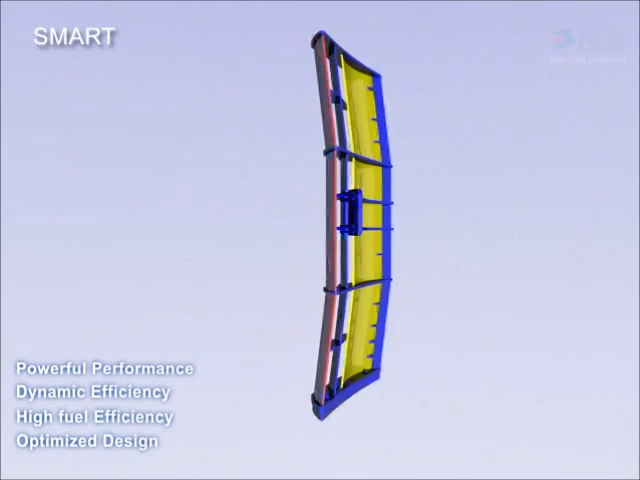 SMART
Powerful Performance
Dynamic Efficiency
High fuel Efficiency
Optimized Design